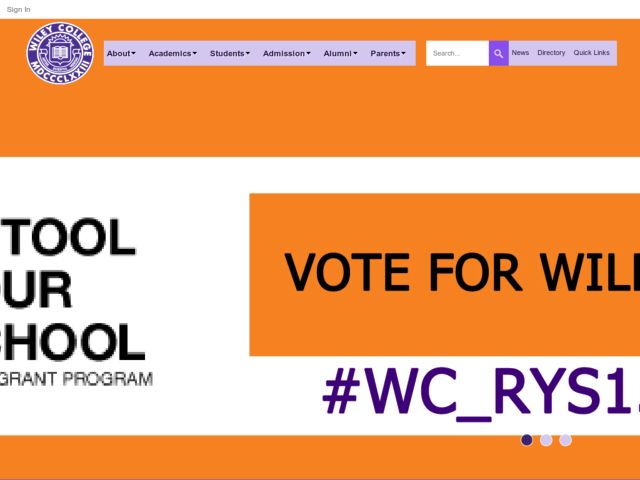 Sign In
WILEY COLLEGE
MDCCCLXXIII
About Academics Students Admission Alumni Parents
Search... News Directory Quick Links
TOOL
UR
HOOL
GRANT PROGRAM
VOTE FOR WIL
#WC_RYS1